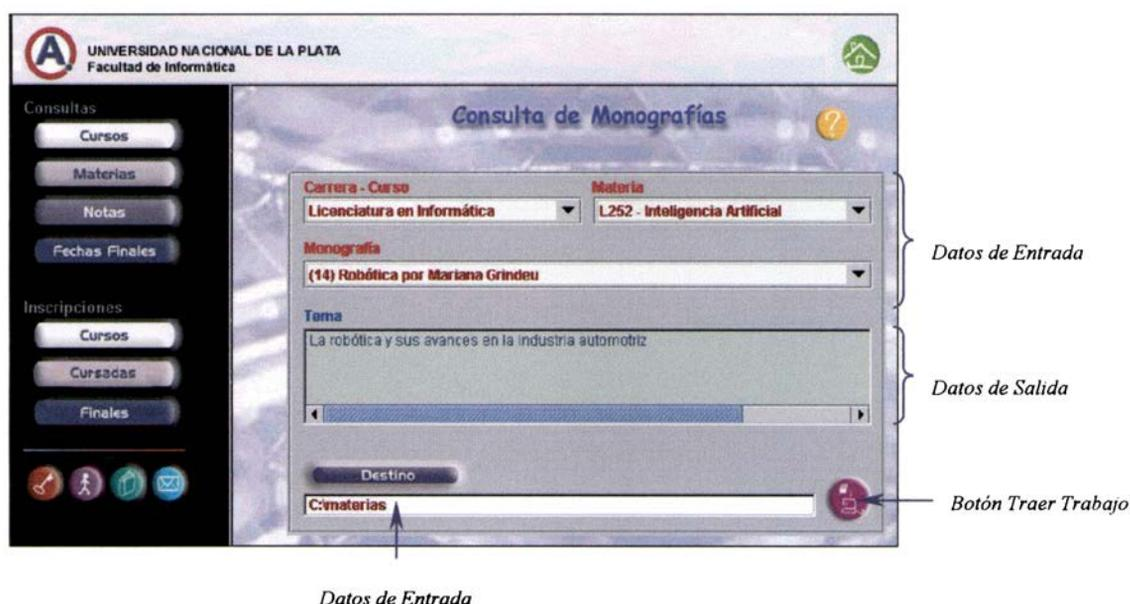 A
UNIVERSIDAD NACIONAL DE LA PLATA
Facultad de Informática
Consultas
Cursos
Materias
Notas
Fechas Finales
Inscripciones
Cursos
Cursadas
Finales
Consulta de Monografías
?
Carrera - Curso
Materia
Licenciatura en Informática
L252 - Inteligencia Artificial
Monografía
(14) Robótica por Mariana Grindeu
Tema
La robótica y sus avances en la industria automotriz
Destino
C:\materias
Datos de Entrada
Datos de Salida
Botón Traer Trabajo
Datos de Entrada